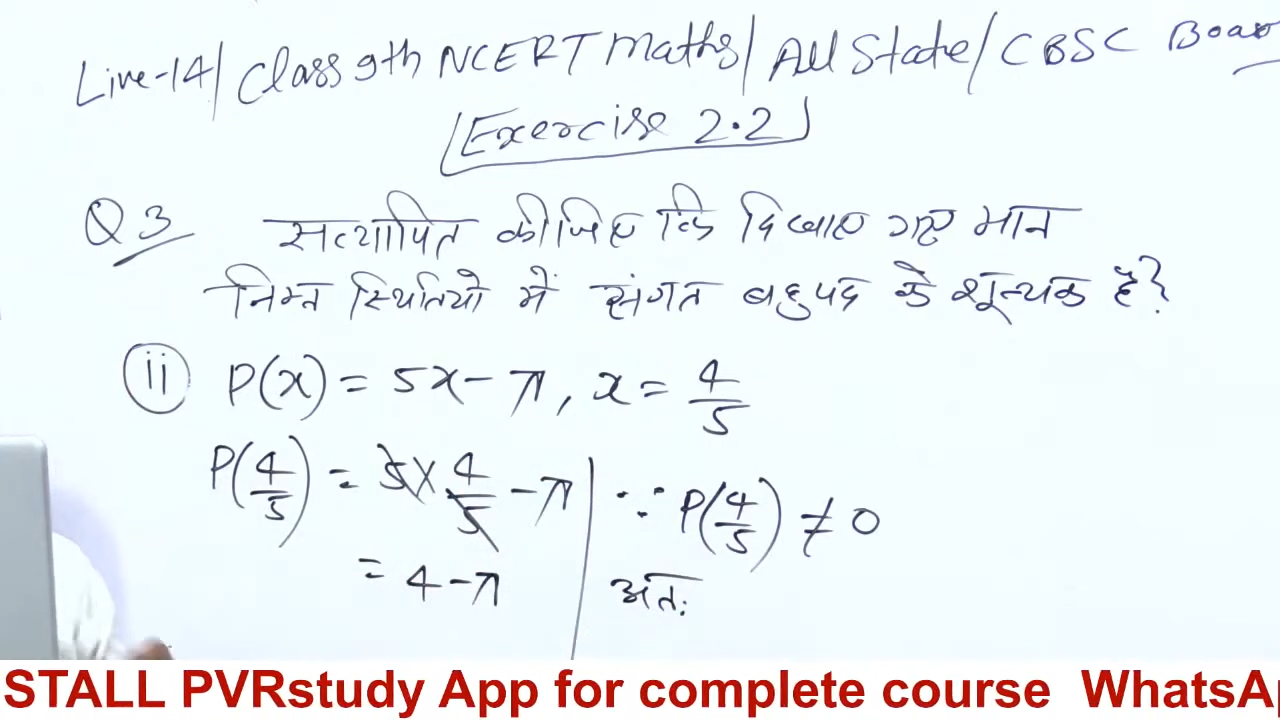 Live-14/ Class 9th NCERT Maths/ All State/ CBSC Boar
Exercise 2.2
Q3 सत्यापित कीजिए कि दिखाए गए मान
निम्न स्थितियो में संगत बहुपद के शून्यक है?
ii P(x) = 5x - π, x = 4/5
P(4/5) = 5 × 4/5 - π
= 4 - π
∵ P(4/5) ≠ 0
अतः
STALL PVRstudy App for complete course WhatsAp